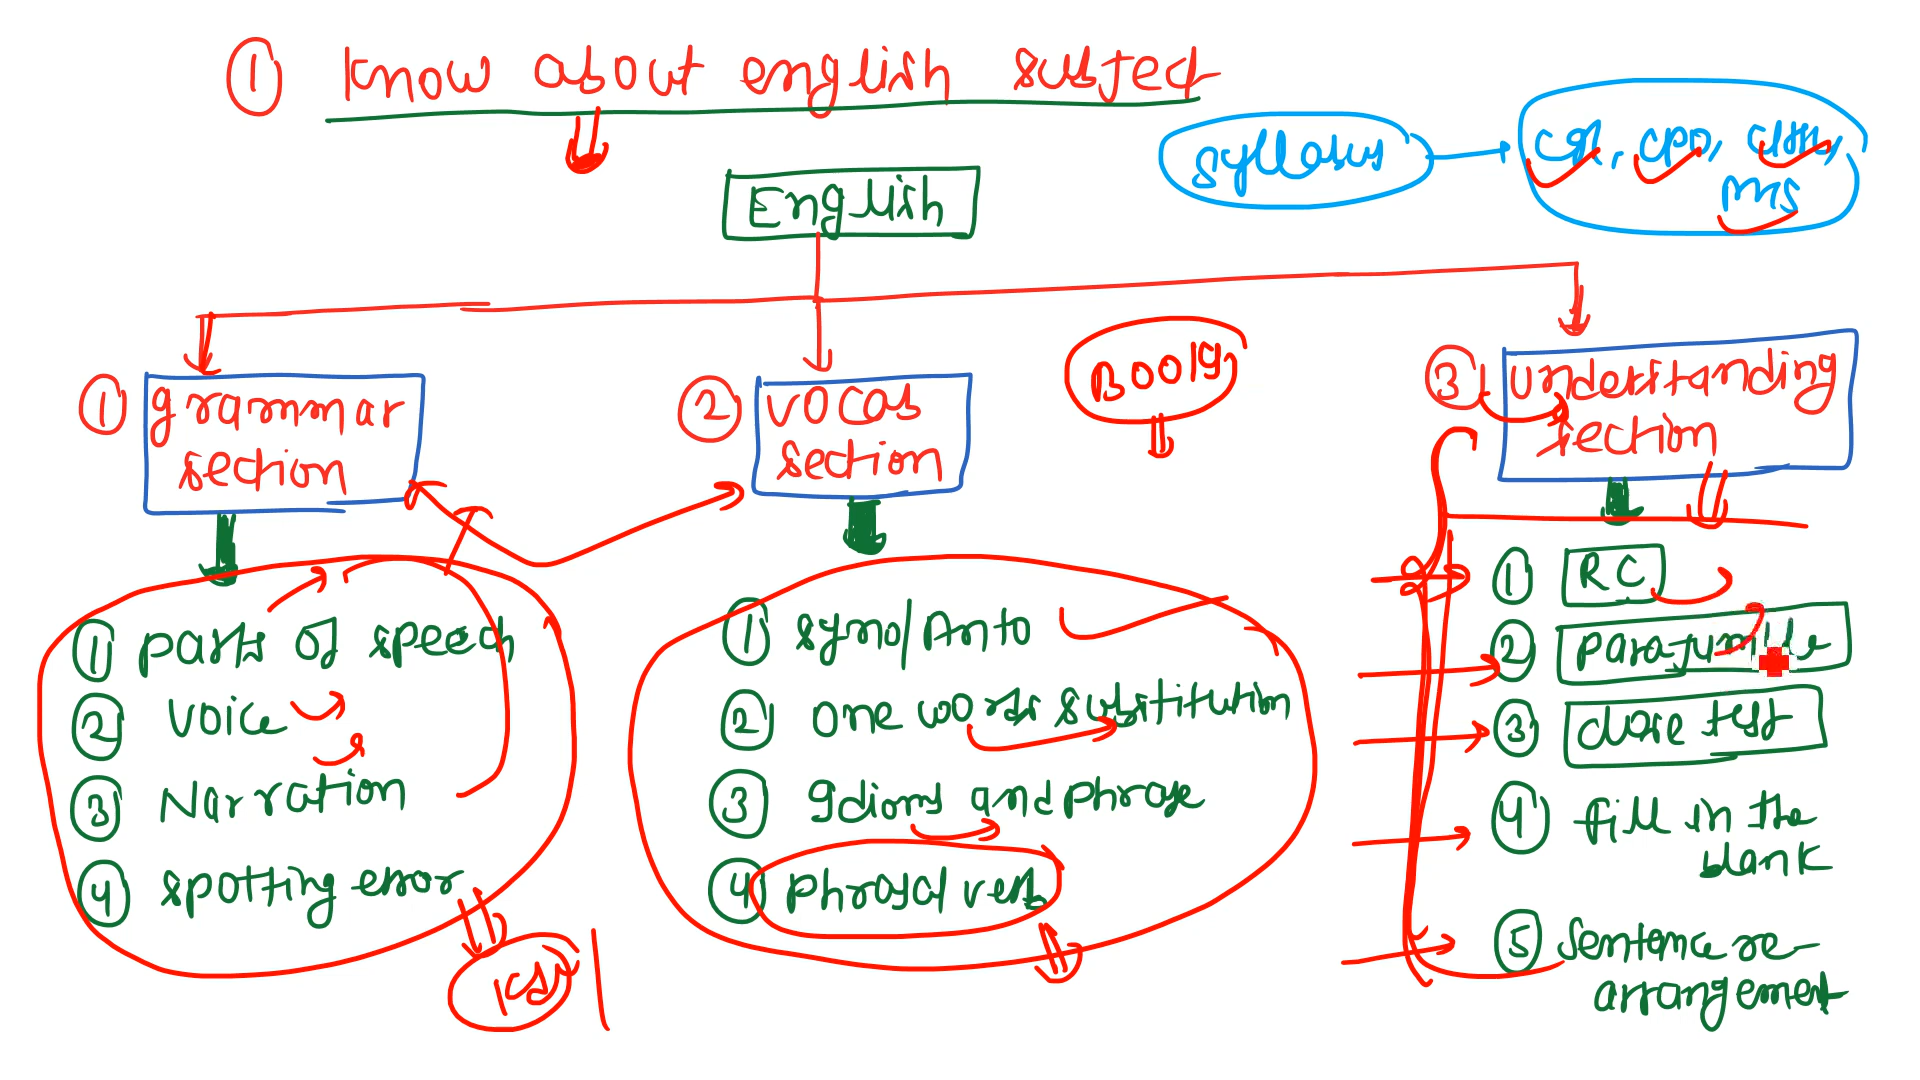 ① Know about english subject
syllabus → CGL, CPO, CHSL,
MTS
English
① grammar
section
② vocab
section
Book
③ understanding
section
① parts of speech
② voice
③ Narration
④ spotting error
① syno/Anto
② one words substitution
③ Idioms and phrase
④ phrasal verb
① RC
② parajumble
③ close test
④ fill in the
blank
⑤ sentence re-
arrangement